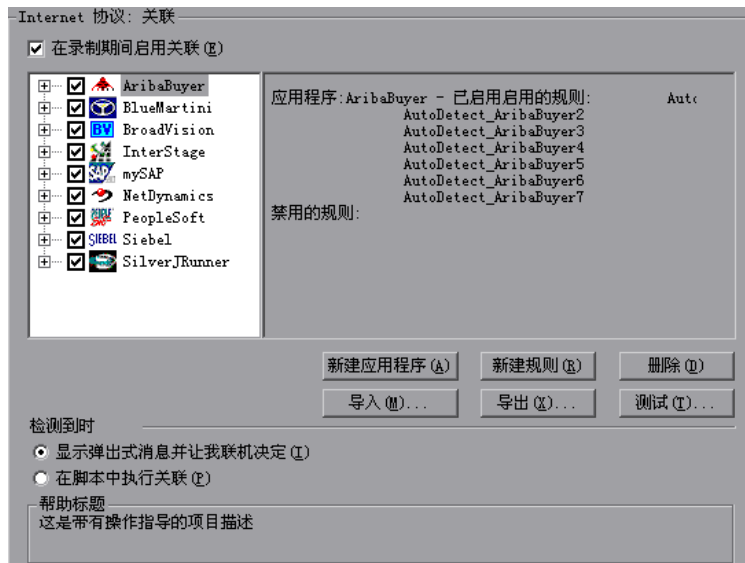 Internet 协议: 关联
在录制期间启用关联(E)
AribaBuyer
BlueMartini
BV BroadVision
InterStage
SAP mySAP
NetDynamics
PeopleSoft
SIEBEL Siebel
SilverJRunner
应用程序:AribaBuyer - 已启用启用的规则: Auto
AutoDetect_AribaBuyer2
AutoDetect_AribaBuyer3
AutoDetect_AribaBuyer4
AutoDetect_AribaBuyer5
AutoDetect_AribaBuyer6
AutoDetect_AribaBuyer7
禁用的规则:
新建应用程序(A) 新建规则(R) 删除(D)
导入(M)... 导出(X)... 测试(T)...
检测到时
显示弹出式消息并让我联机决定(I)
在脚本中执行关联(P)
帮助标题
这是带有操作指导的项目描述